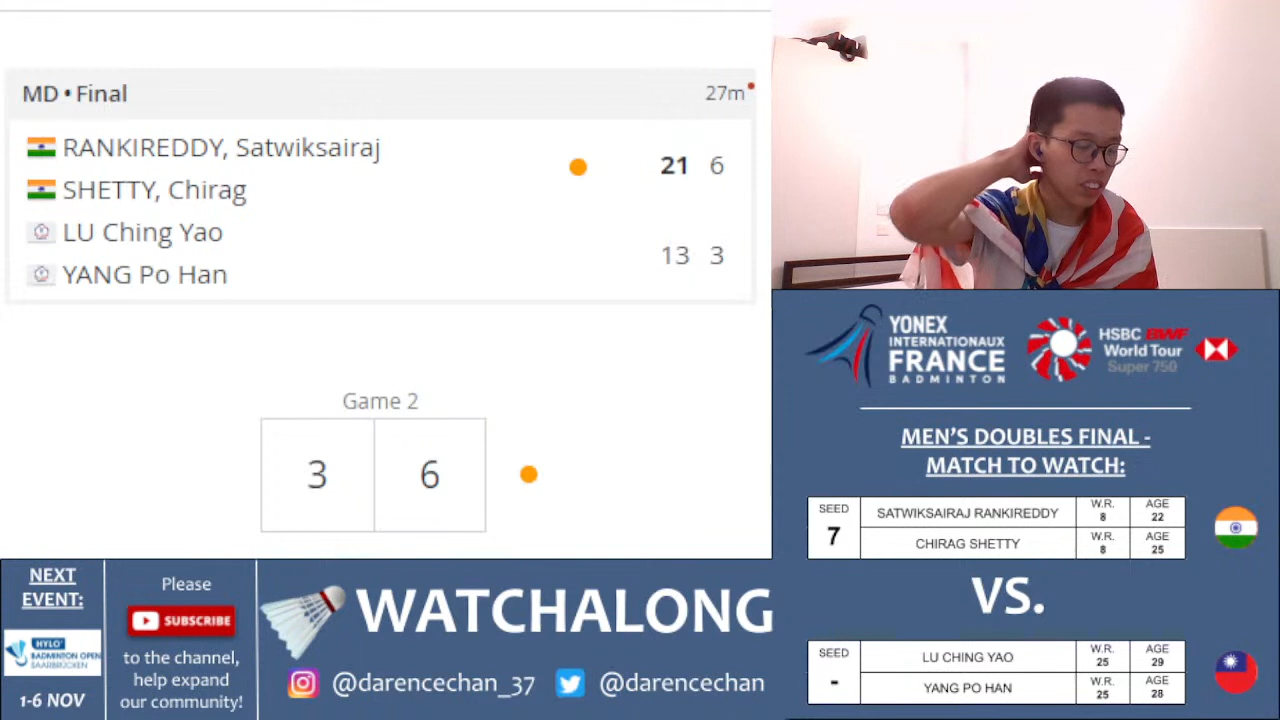 MD • Final
27m
RANKIREDDY, Satwiksairaj
SHETTY, Chirag
21 6
LU Ching Yao
YANG Po Han
13 3
Game 2
3 6
YONEX
INTERNATIONAUX
FRANCE
BADMINTON
HSBC BWF
World Tour
Super 750
MEN'S DOUBLES FINAL -
MATCH TO WATCH:
SEED
7
SATWIKSAIRAJ RANKIREDDY
W.R.
8
AGE
22
CHIRAG SHETTY
W.R.
8
AGE
25
VS.
SEED
-
LU CHING YAO
W.R.
25
AGE
29
YANG PO HAN
W.R.
25
AGE
28
NEXT
EVENT:
HYLO
BADMINTON OPEN
SAARBRÜCKEN
1-6 NOV
Please
SUBSCRIBE
to the channel,
help expand
our community!
WATCHALONG
@darencechan_37
@darencechan